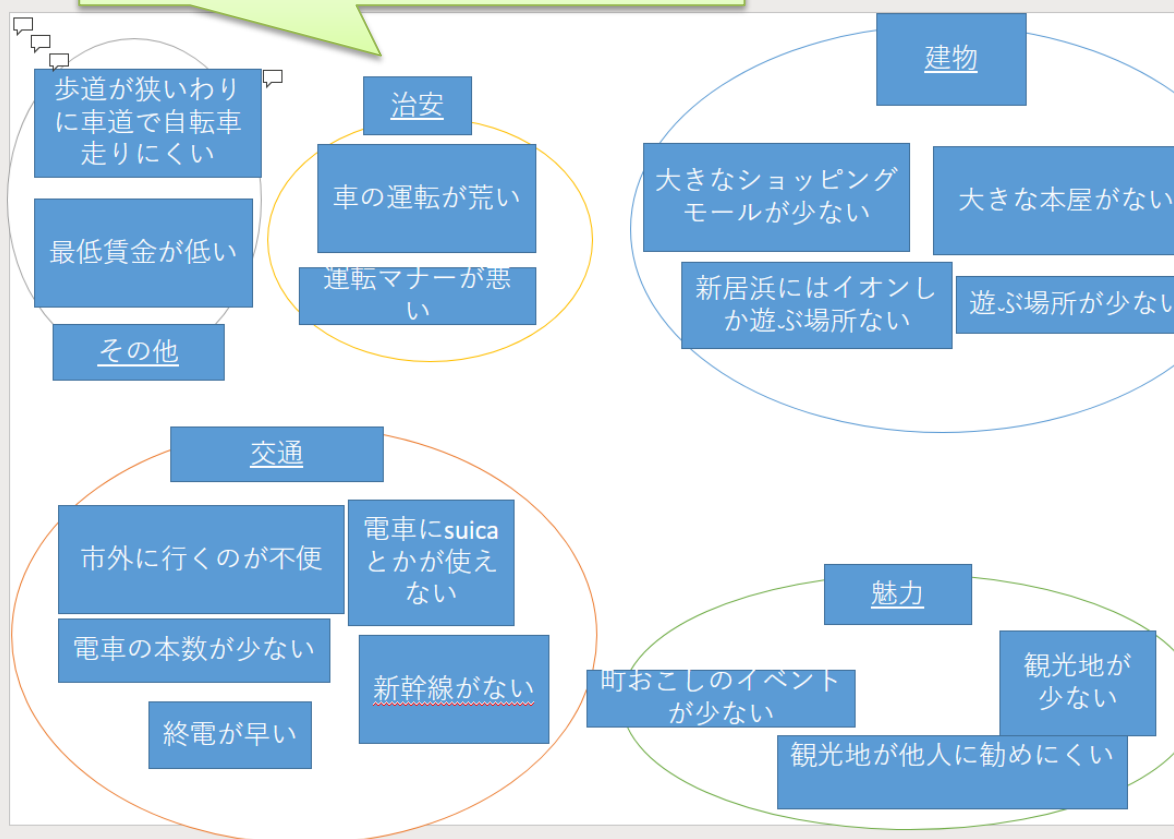 歩道が狭いわり
に車道で自転車
走りにくい
最低賃金が低い
その他
治安
車の運転が荒い
運転マナーが悪
い
建物
大きなショッピング
モールが少ない
大きな本屋がない
新居浜にはイオンし
か遊ぶ場所ない
遊ぶ場所が少ない
交通
市外に行くのが不便
電車にsuica
とかが使え
ない
電車の本数が少ない
新幹線がない
終電が早い
魅力
町おこしのイベント
が少ない
観光地が
少ない
観光地が他人に勧めにくい